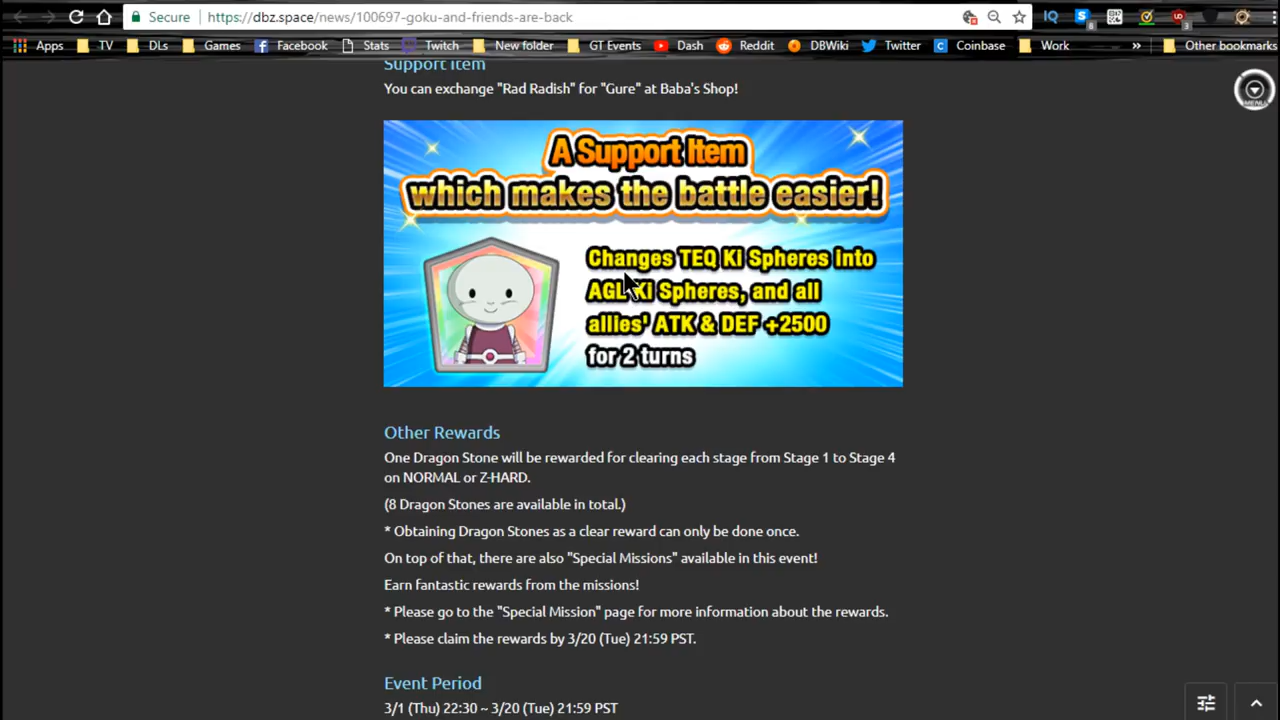 Secure https://dbz.space/news/100697-goku-and-friends-are-back IQ 8 3
Apps TV DLs Games Facebook Stats Twitch New folder GT Events Dash Reddit DBWiki Twitter Coinbase Work » Other bookmarks
Support Item
You can exchange "Rad Radish" for "Gure" at Baba's Shop!
MENU
A Support Item
which makes the battle easier!
Changes TEQ Ki Spheres into
AGL Ki Spheres, and all
allies' ATK & DEF +2500
for 2 turns
Other Rewards
One Dragon Stone will be rewarded for clearing each stage from Stage 1 to Stage 4
on NORMAL or Z-HARD.
(8 Dragon Stones are available in total.)
* Obtaining Dragon Stones as a clear reward can only be done once.
On top of that, there are also "Special Missions" available in this event!
Earn fantastic rewards from the missions!
* Please go to the "Special Mission" page for more information about the rewards.
* Please claim the rewards by 3/20 (Tue) 21:59 PST.
Event Period
3/1 (Thu) 22:30 ~ 3/20 (Tue) 21:59 PST